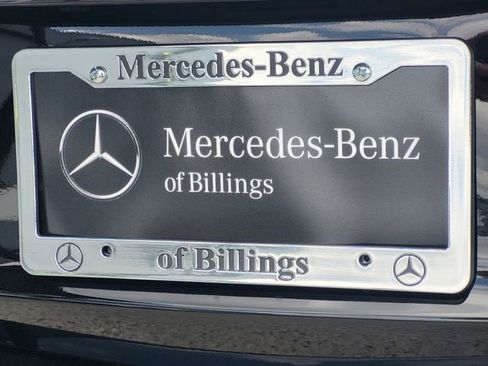 Mercedes-Benz
Mercedes-Benz
of Billings
of Billings